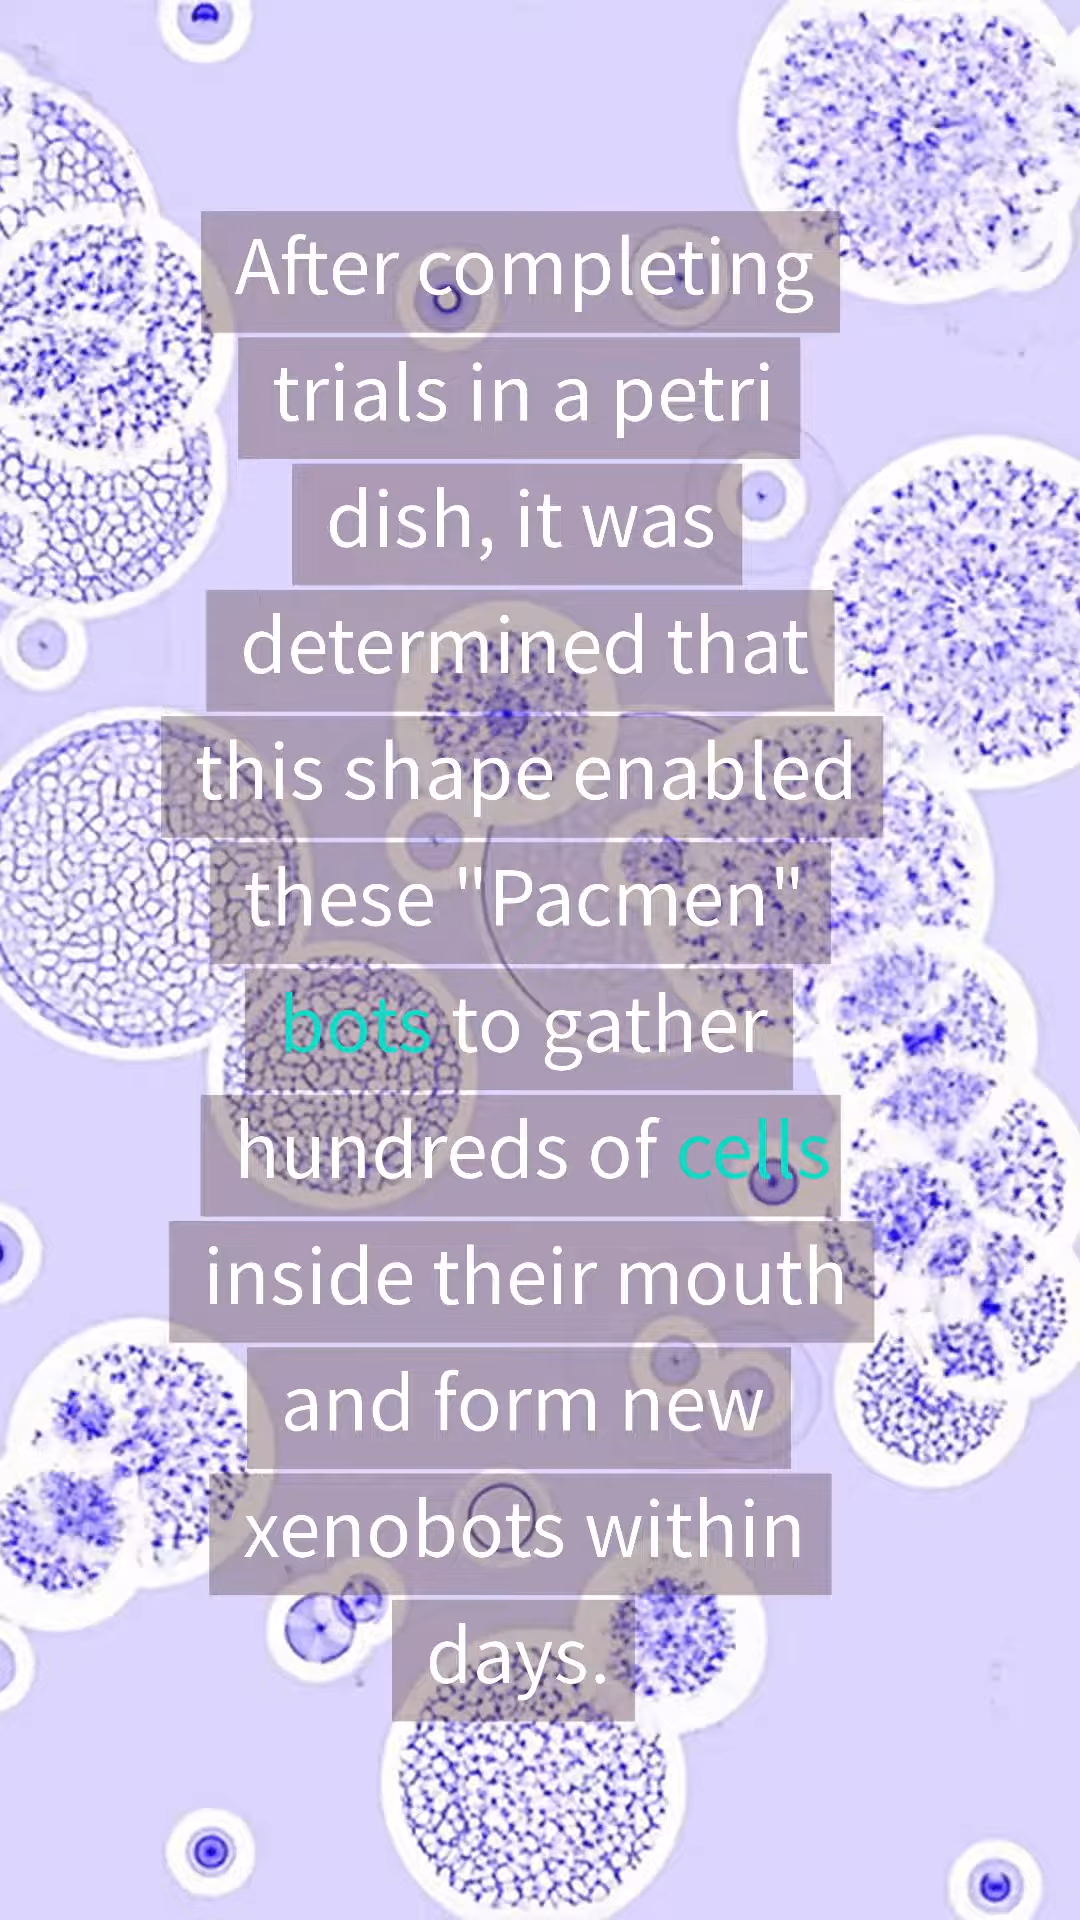 After completing
trials in a petri
dish, it was
determined that
this shape enabled
these "Pacmen"
bots to gather
hundreds of cells
inside their mouth
and form new
xenobots within
days.